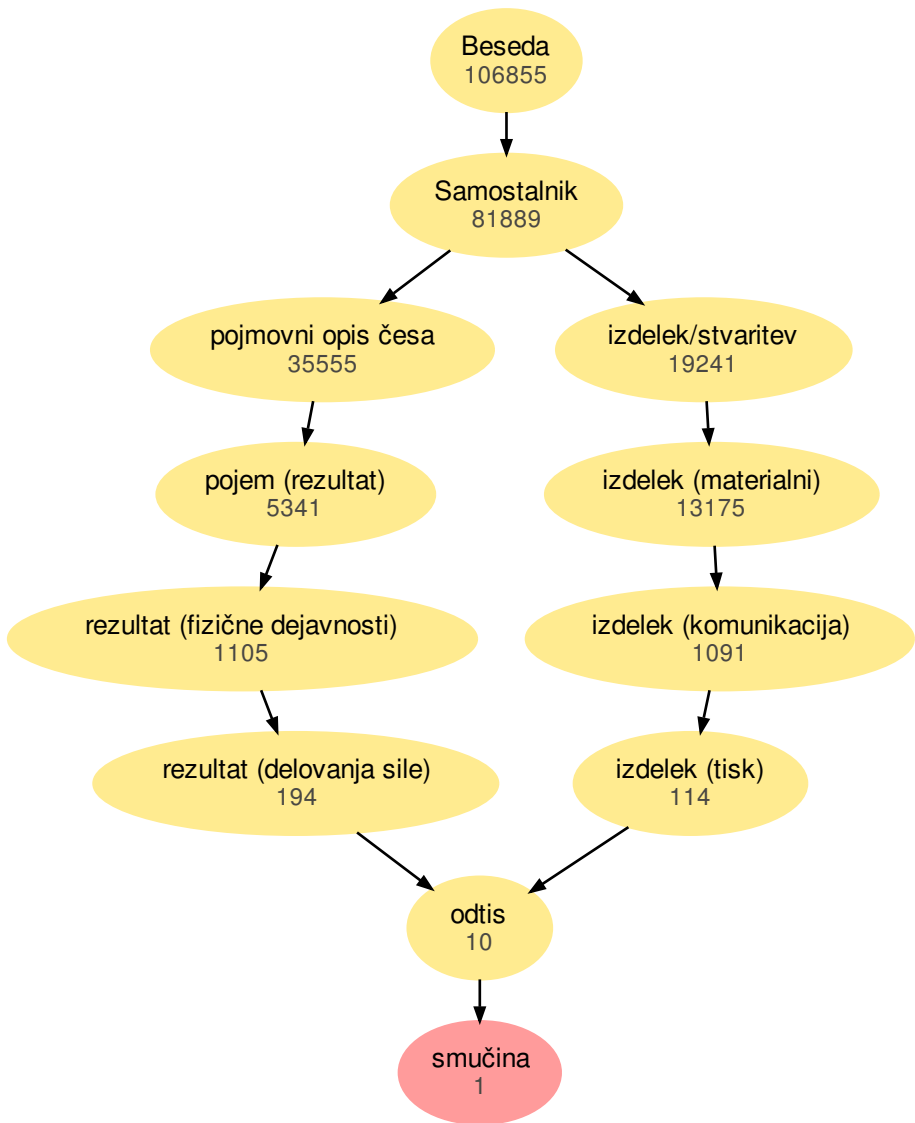 Beseda
106855
Samostalnik
81889
pojmovni opis česa
35555
izdelek/stvaritev
19241
pojem (rezultat)
5341
izdelek (materialni)
13175
rezultat (fizične dejavnosti)
1105
izdelek (komunikacija)
1091
rezultat (delovanja sile)
194
izdelek (tisk)
114
odtis
10
smučina
1